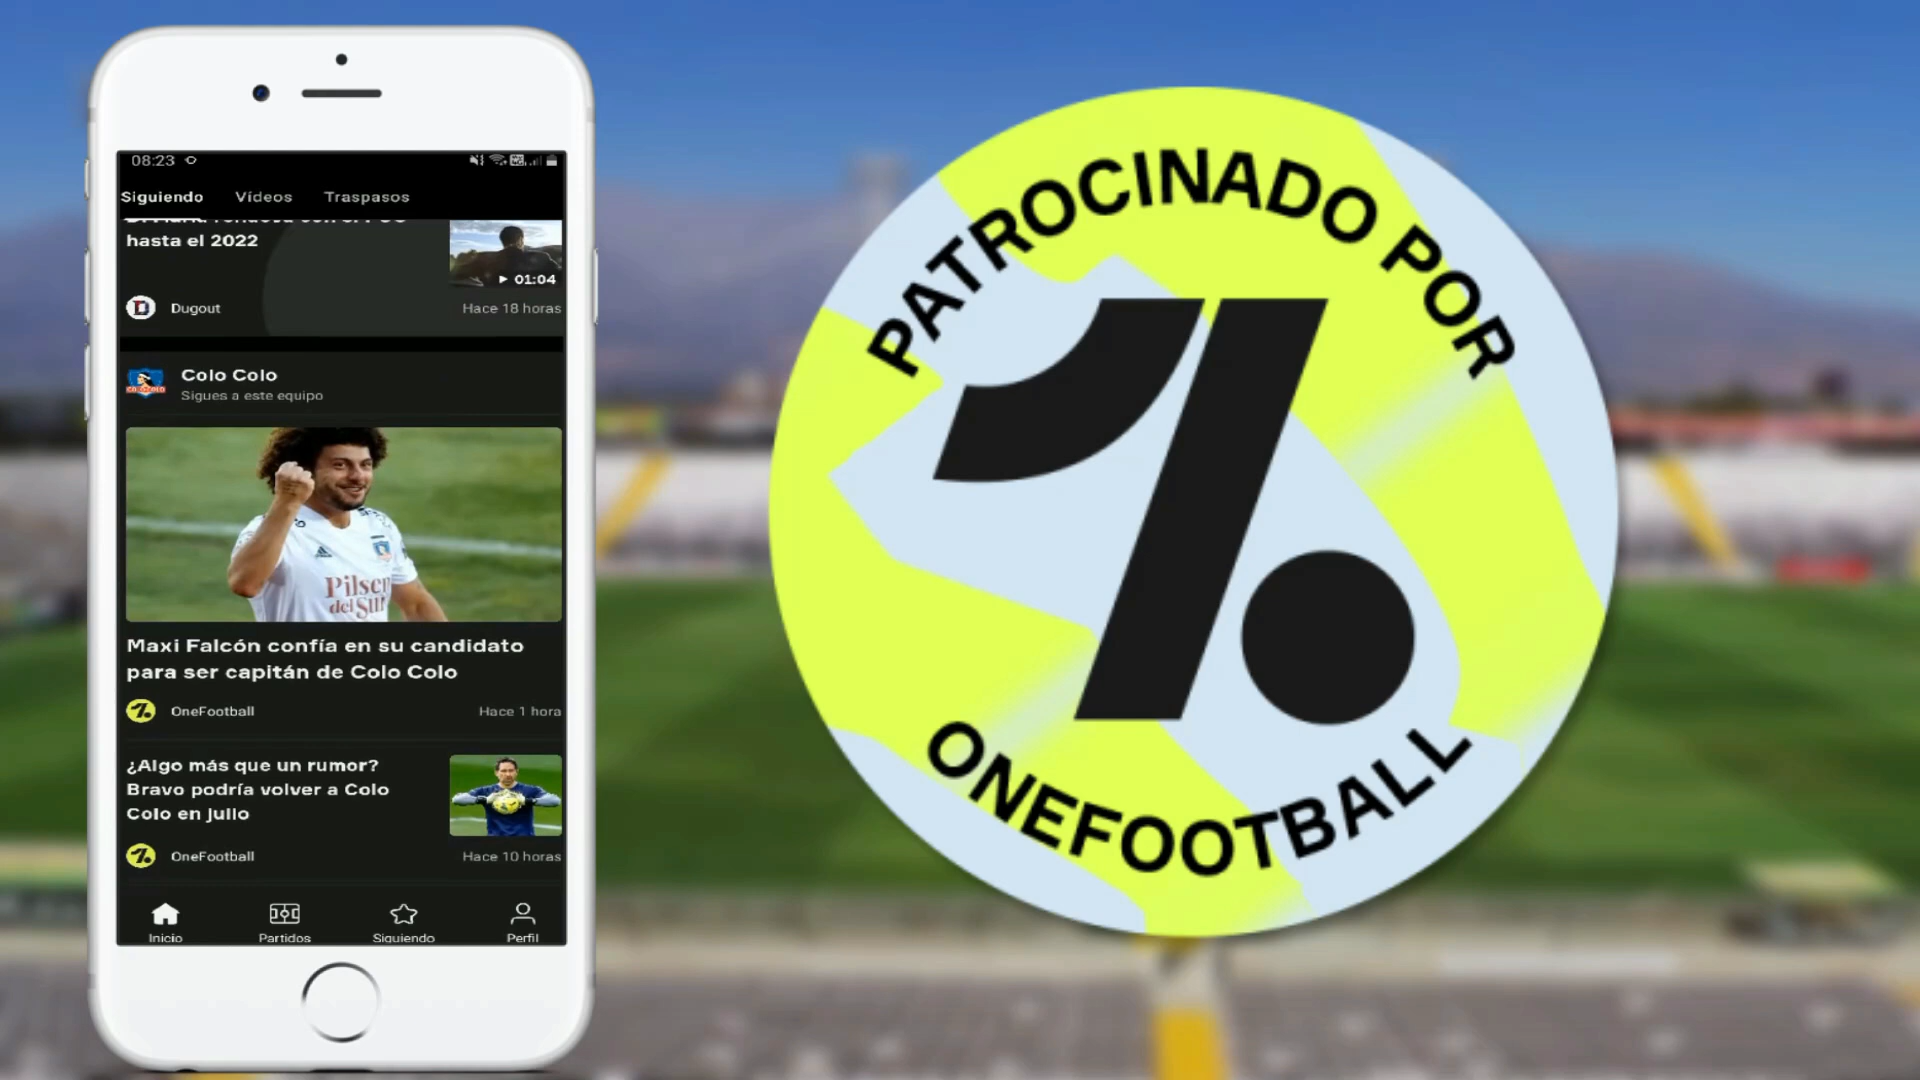 08:23
Siguiendo Vídeos Traspasos
hasta el 2022
01:04
Dugout Hace 18 horas
Colo Colo
Sigues a este equipo
Pilsen
del Sur
Maxi Falcón confía en su candidato
para ser capitán de Colo Colo
OneFootball Hace 1 hora
¿Algo más que un rumor?
Bravo podría volver a Colo
Colo en julio
OneFootball Hace 10 horas
Inicio Partidos Siguiendo Perfil
PATROCINADO POR
ONEFOOTBALL